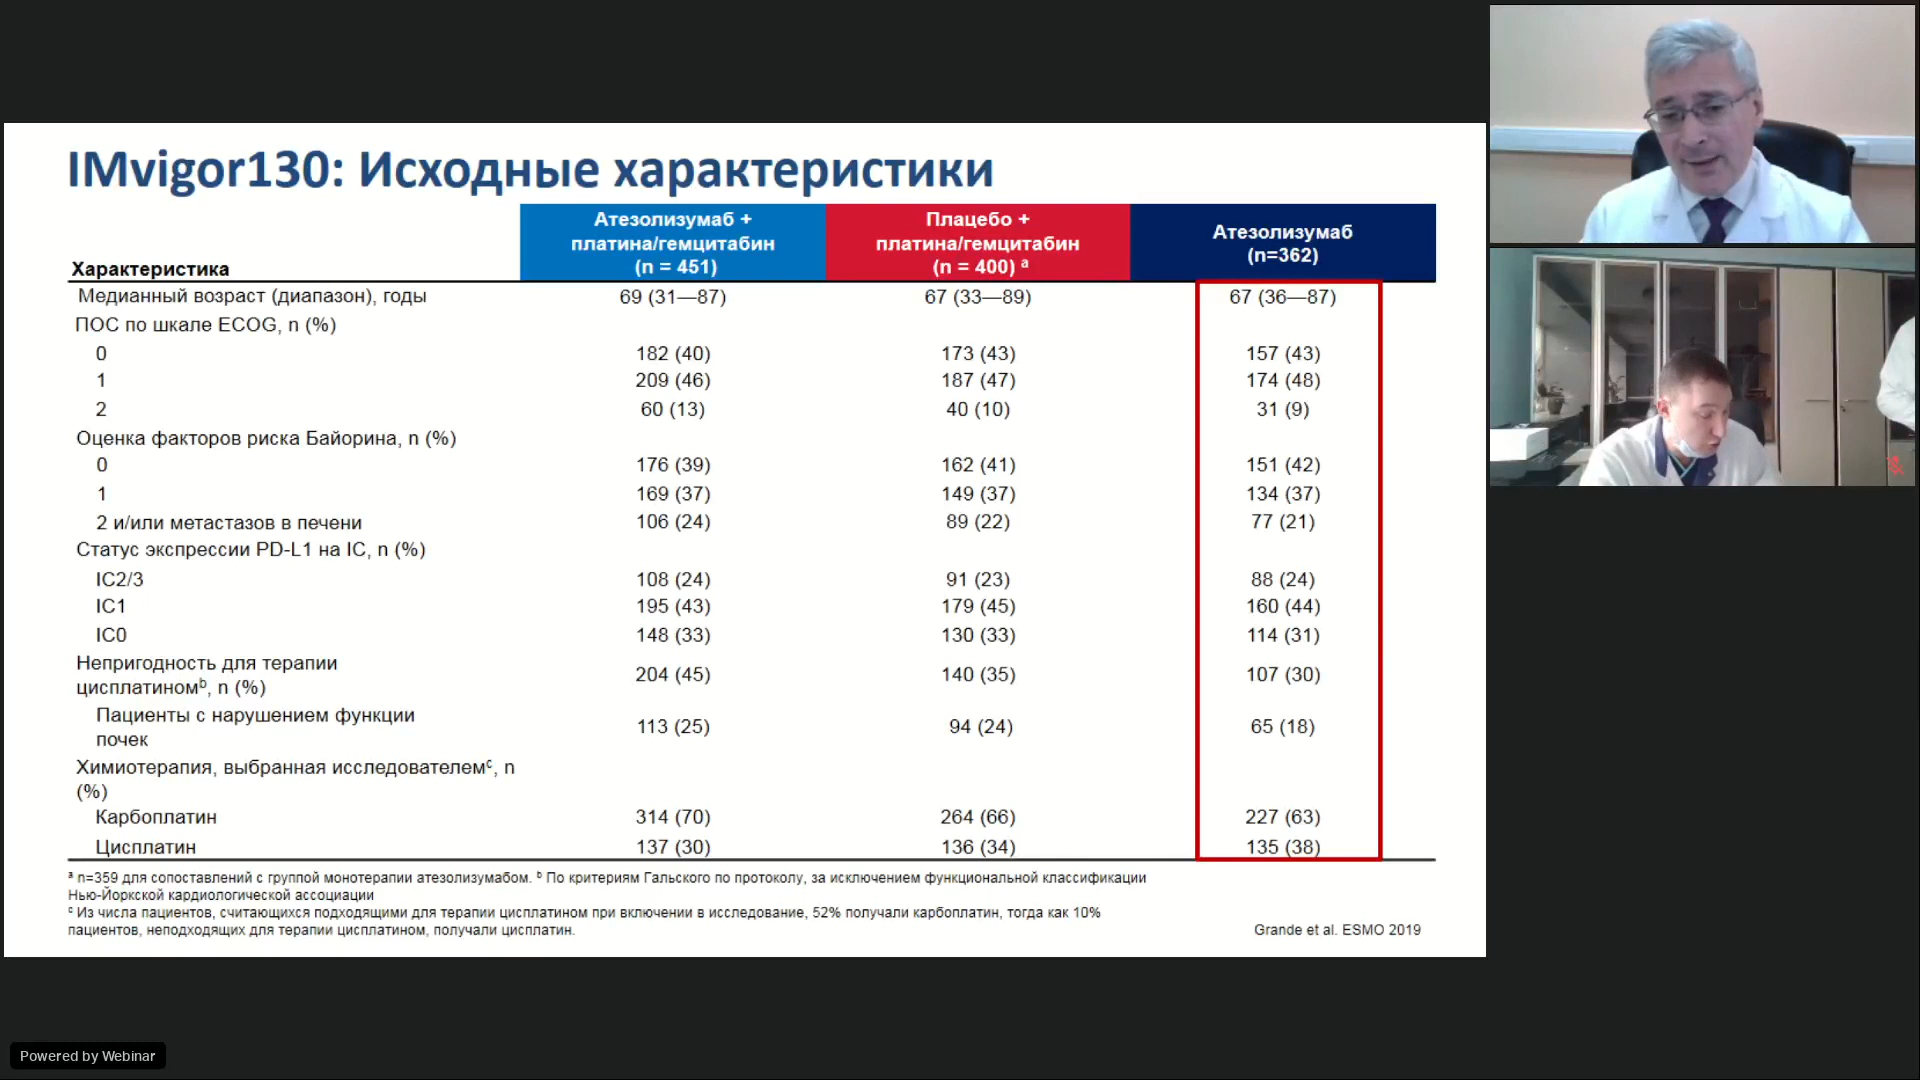 IMvigor130: Исходные характеристики
Характеристика
Атезолизумаб +
платина/гемцитабин
(n = 451)
Плацебо +
платина/гемцитабин
(n = 400) ª
Атезолизумаб
(n=362)
Медианный возраст (диапазон), годы 69 (31—87) 67 (33—89) 67 (36—87)
ПОС по шкале ECOG, n (%)
0 182 (40) 173 (43) 157 (43)
1 209 (46) 187 (47) 174 (48)
2 60 (13) 40 (10) 31 (9)
Оценка факторов риска Байорина, n (%)
0 176 (39) 162 (41) 151 (42)
1 169 (37) 149 (37) 134 (37)
2 и/или метастазов в печени 106 (24) 89 (22) 77 (21)
Статус экспрессии PD-L1 на IC, n (%)
IC2/3 108 (24) 91 (23) 88 (24)
IC1 195 (43) 179 (45) 160 (44)
IC0 148 (33) 130 (33) 114 (31)
Непригодность для терапии
цисплатиномᵇ, n (%) 204 (45) 140 (35) 107 (30)
Пациенты с нарушением функции
почек 113 (25) 94 (24) 65 (18)
Химиотерапия, выбранная исследователемᶜ, n
(%)
Карбоплатин 314 (70) 264 (66) 227 (63)
Цисплатин 137 (30) 136 (34) 135 (38)
ª n=359 для сопоставлений с группой монотерапии атезолизумабом. ᵇ По критериям Гальского по протоколу, за исключением функциональной классификации
Нью-Йоркской кардиологической ассоциации
ᶜ Из числа пациентов, считающихся подходящими для терапии цисплатином при включении в исследование, 52% получали карбоплатин, тогда как 10%
пациентов, неподходящих для терапии цисплатином, получали цисплатин.
Grande et al. ESMO 2019
Powered by Webinar